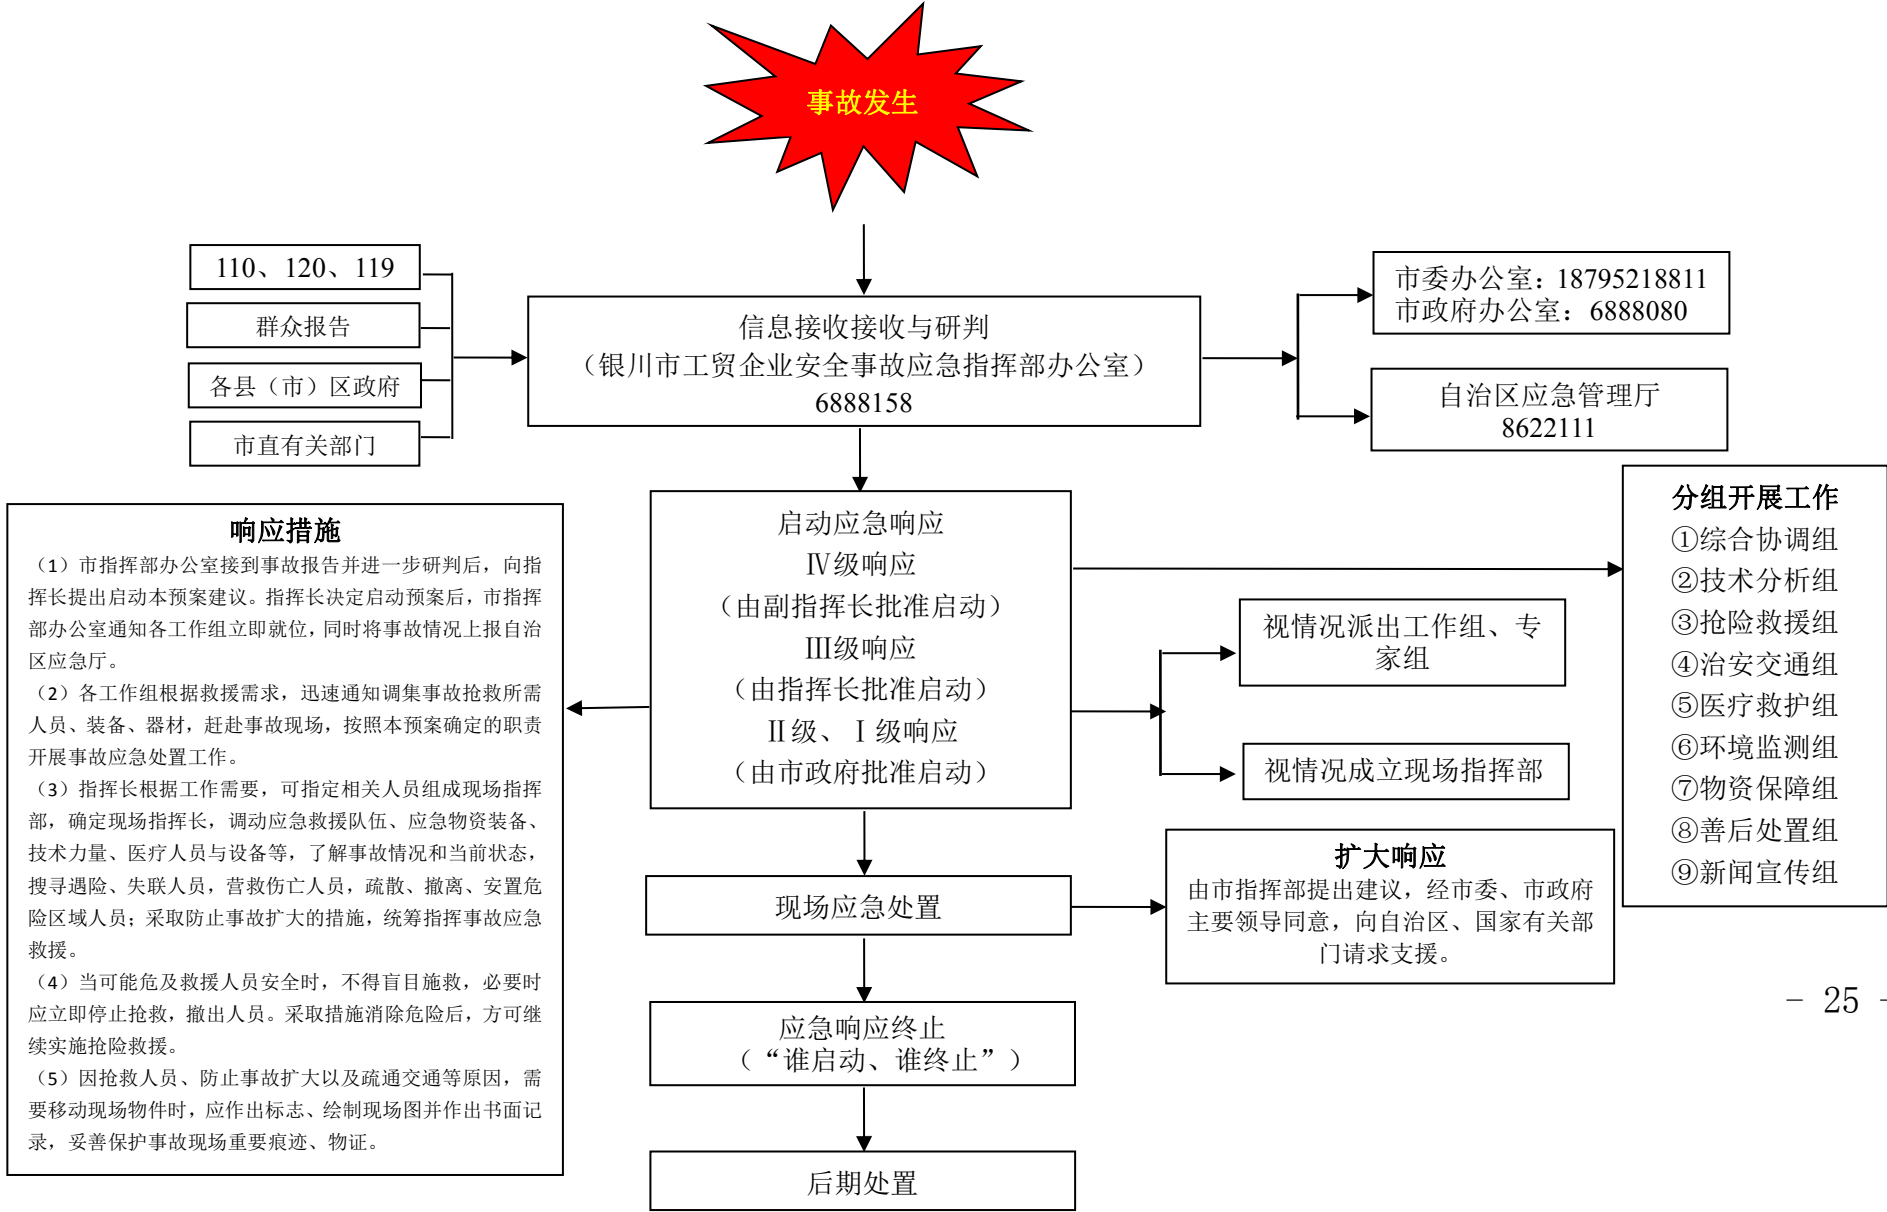 事故发生
110、120、119
群众报告
各县（市）区政府
市直有关部门
信息接收接收与研判
（银川市工贸企业安全事故应急指挥部办公室）
6888158
市委办公室：18795218811
市政府办公室：6888080
自治区应急管理厅
8622111
响应措施
（1）市指挥部办公室接到事故报告并进一步研判后，向指
挥长提出启动本预案建议。指挥长决定启动预案后，市指挥
部办公室通知各工作组立即就位，同时将事故情况上报自治
区应急厅。
（2）各工作组根据救援需求，迅速通知调集事故抢救所需
人员、装备、器材，赶赴事故现场，按照本预案确定的职责
开展事故应急处置工作。
（3）指挥长根据工作需要，可指定相关人员组成现场指挥
部，确定现场指挥长，调动应急救援队伍、应急物资装备、
技术力量、医疗人员与设备等，了解事故情况和当前状态，
搜寻遇险、失联人员，营救伤亡人员，疏散、撤离、安置危
险区域人员；采取防止事故扩大的措施，统筹指挥事故应急
救援。
（4）当可能危及救援人员安全时，不得盲目施救，必要时
应立即停止抢救，撤出人员。采取措施消除危险后，方可继
续实施抢险救援。
（5）因抢救人员、防止事故扩大以及疏通交通等原因，需
要移动现场物件时，应作出标志、绘制现场图并作出书面记
录，妥善保护事故现场重要痕迹、物证。
启动应急响应
Ⅳ级响应
（由副指挥长批准启动）
Ⅲ级响应
（由指挥长批准启动）
Ⅱ级、Ⅰ级响应
（由市政府批准启动）
视情况派出工作组、专
家组
视情况成立现场指挥部
分组开展工作
①综合协调组
②技术分析组
③抢险救援组
④治安交通组
⑤医疗救护组
⑥环境监测组
⑦物资保障组
⑧善后处置组
⑨新闻宣传组
现场应急处置
扩大响应
由市指挥部提出建议，经市委、市政府
主要领导同意，向自治区、国家有关部
门请求支援。
应急响应终止
（“谁启动、谁终止”）
后期处置
- 25 -